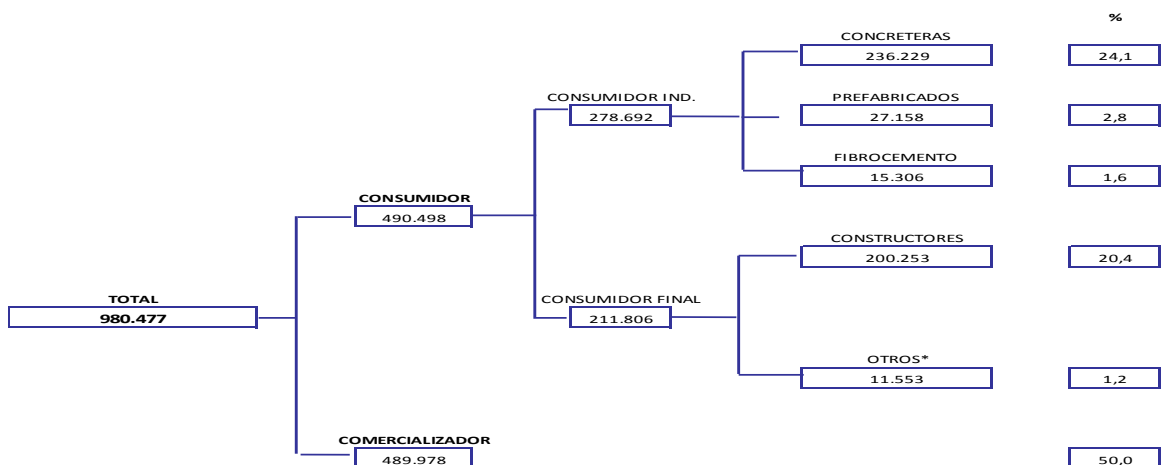 %
CONCRETERAS
236.229 24,1
CONSUMIDOR IND. PREFABRICADOS
278.692 27.158 2,8
FIBROCEMENTO
15.306 1,6
CONSUMIDOR
490.498
CONSTRUCTORES
200.253 20,4
TOTAL CONSUMIDOR FINAL
980.477 211.806
OTROS*
11.553 1,2
COMERCIALIZADOR
489.978 50,0